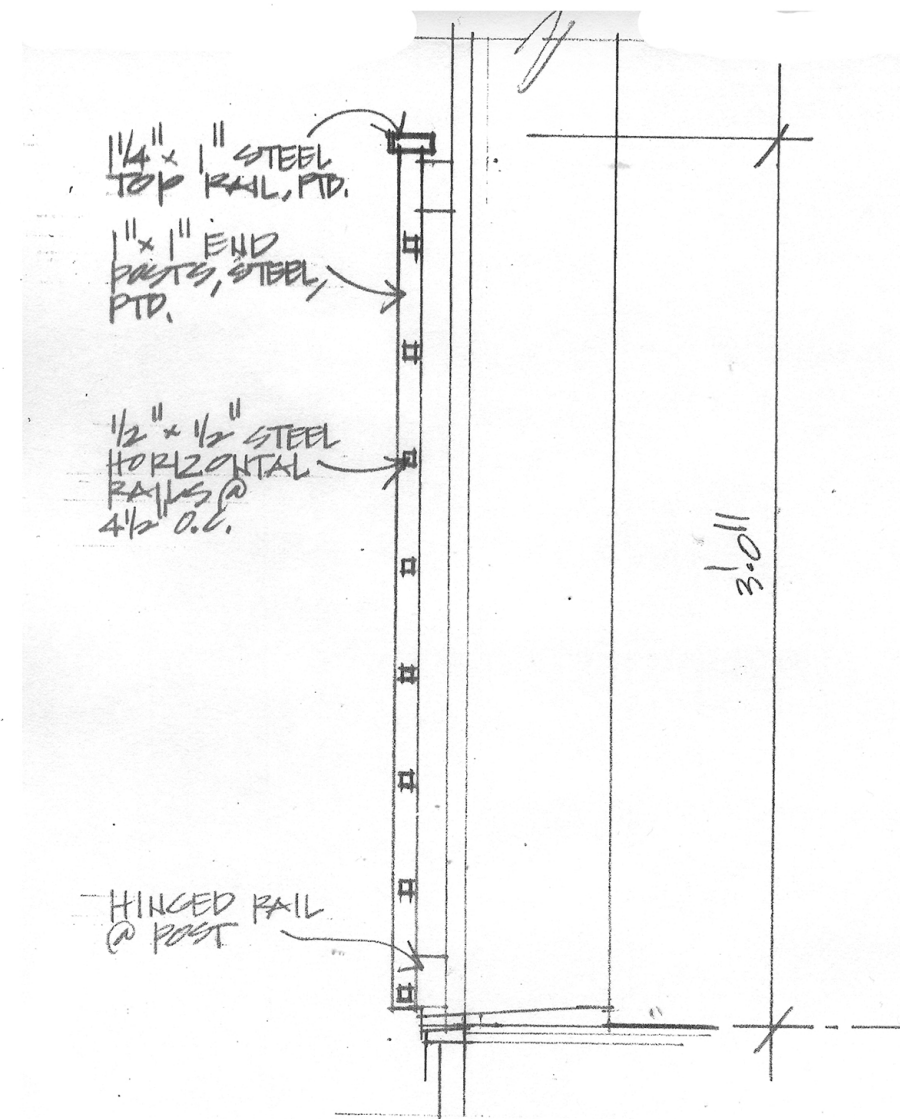 1¼" x 1" STEEL
TOP RAIL, PTD.
1" x 1" END
POSTS, STEEL,
PTD.
½" x ½" STEEL
HORIZONTAL
RAILS @
4½" O.C.
3'-0"
HINGED RAIL
@ POST